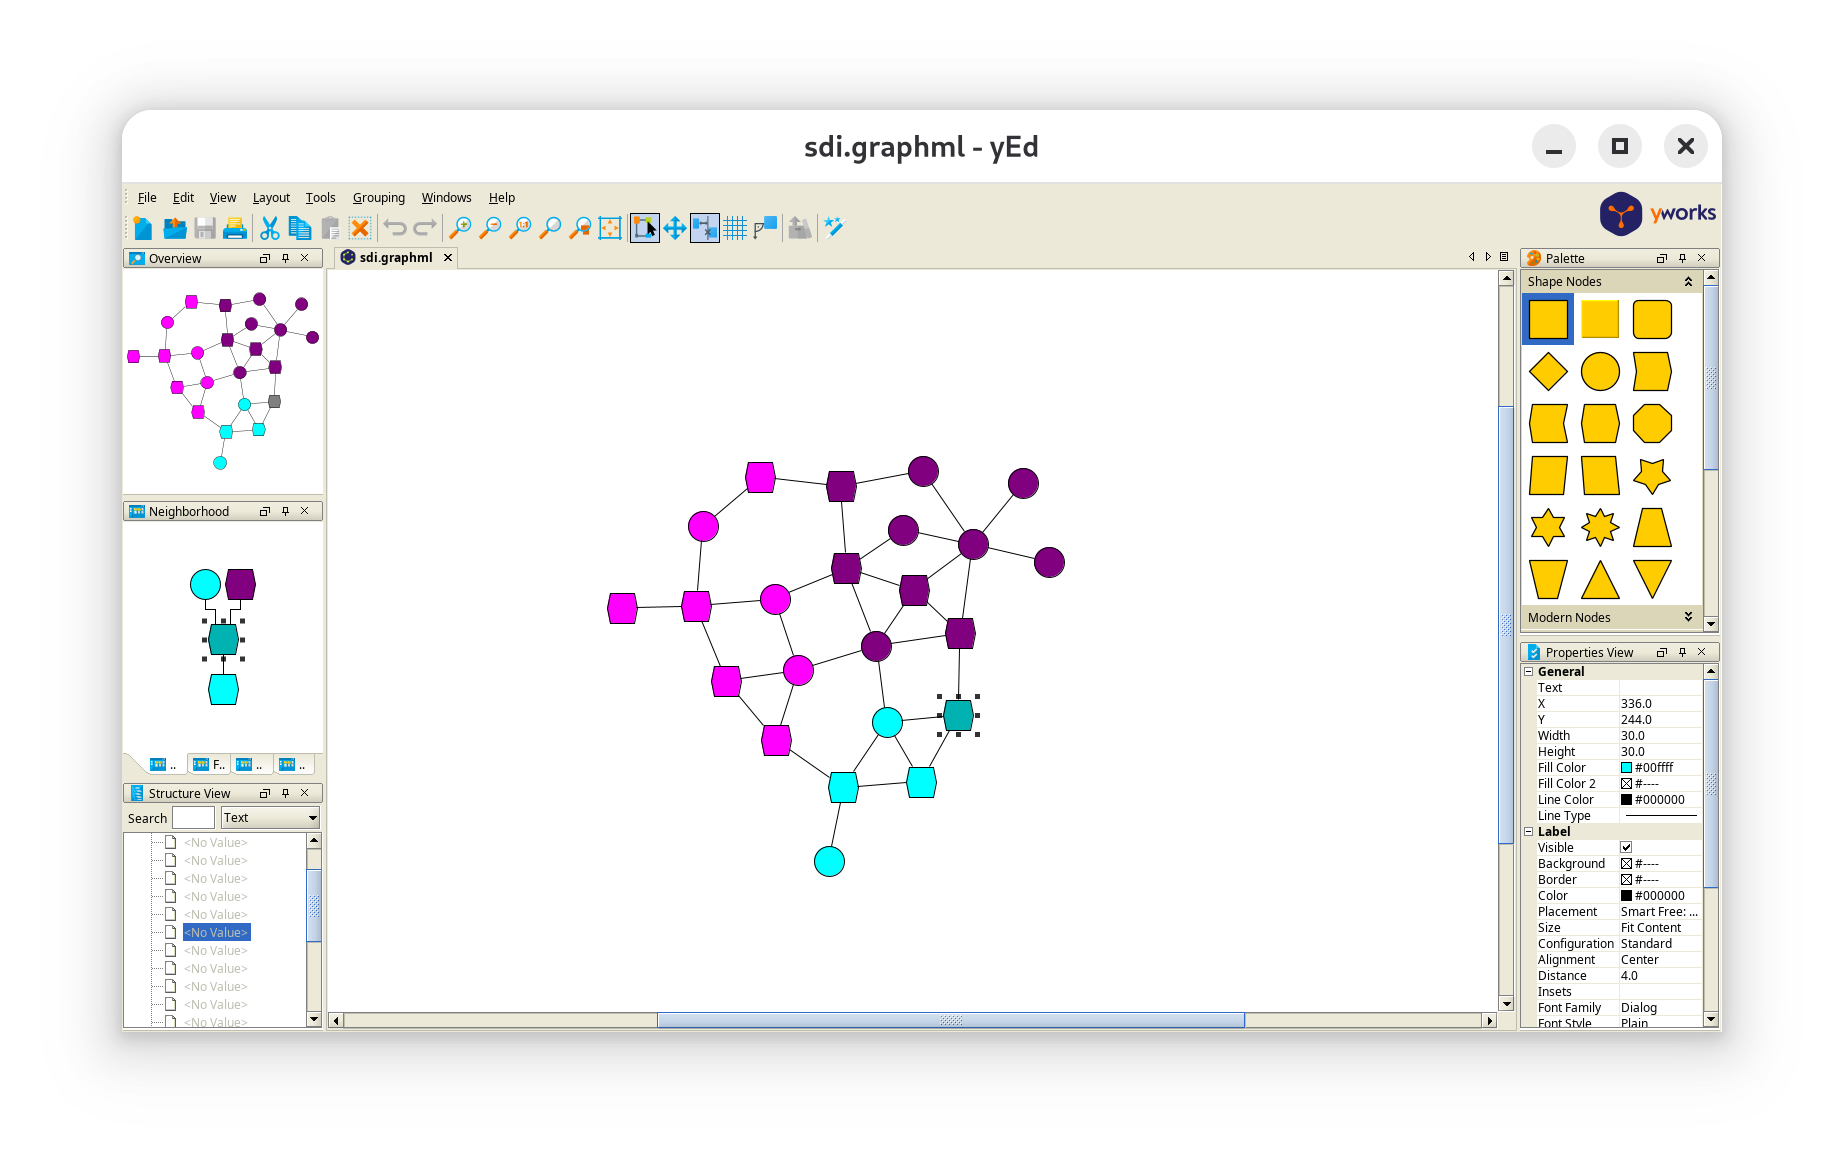 sdi.graphml - yEd
File Edit View Layout Tools Grouping Windows Help
yworks
Overview
sdi.graphml
Palette
Shape Nodes
Modern Nodes
Neighborhood
..
F..
..
..
Structure View
Search
Text
<No Value>
<No Value>
<No Value>
<No Value>
<No Value>
<No Value>
<No Value>
<No Value>
<No Value>
<No Value>
<No Value>
Properties View
General
Text
X 336.0
Y 244.0
Width 30.0
Height 30.0
Fill Color #00ffff
Fill Color 2 #----
Line Color #000000
Line Type
Label
Visible
Background #----
Border #----
Color #000000
Placement Smart Free: ...
Size Fit Content
Configuration Standard
Alignment Center
Distance 4.0
Insets
Font Family Dialog
Font Style Plain